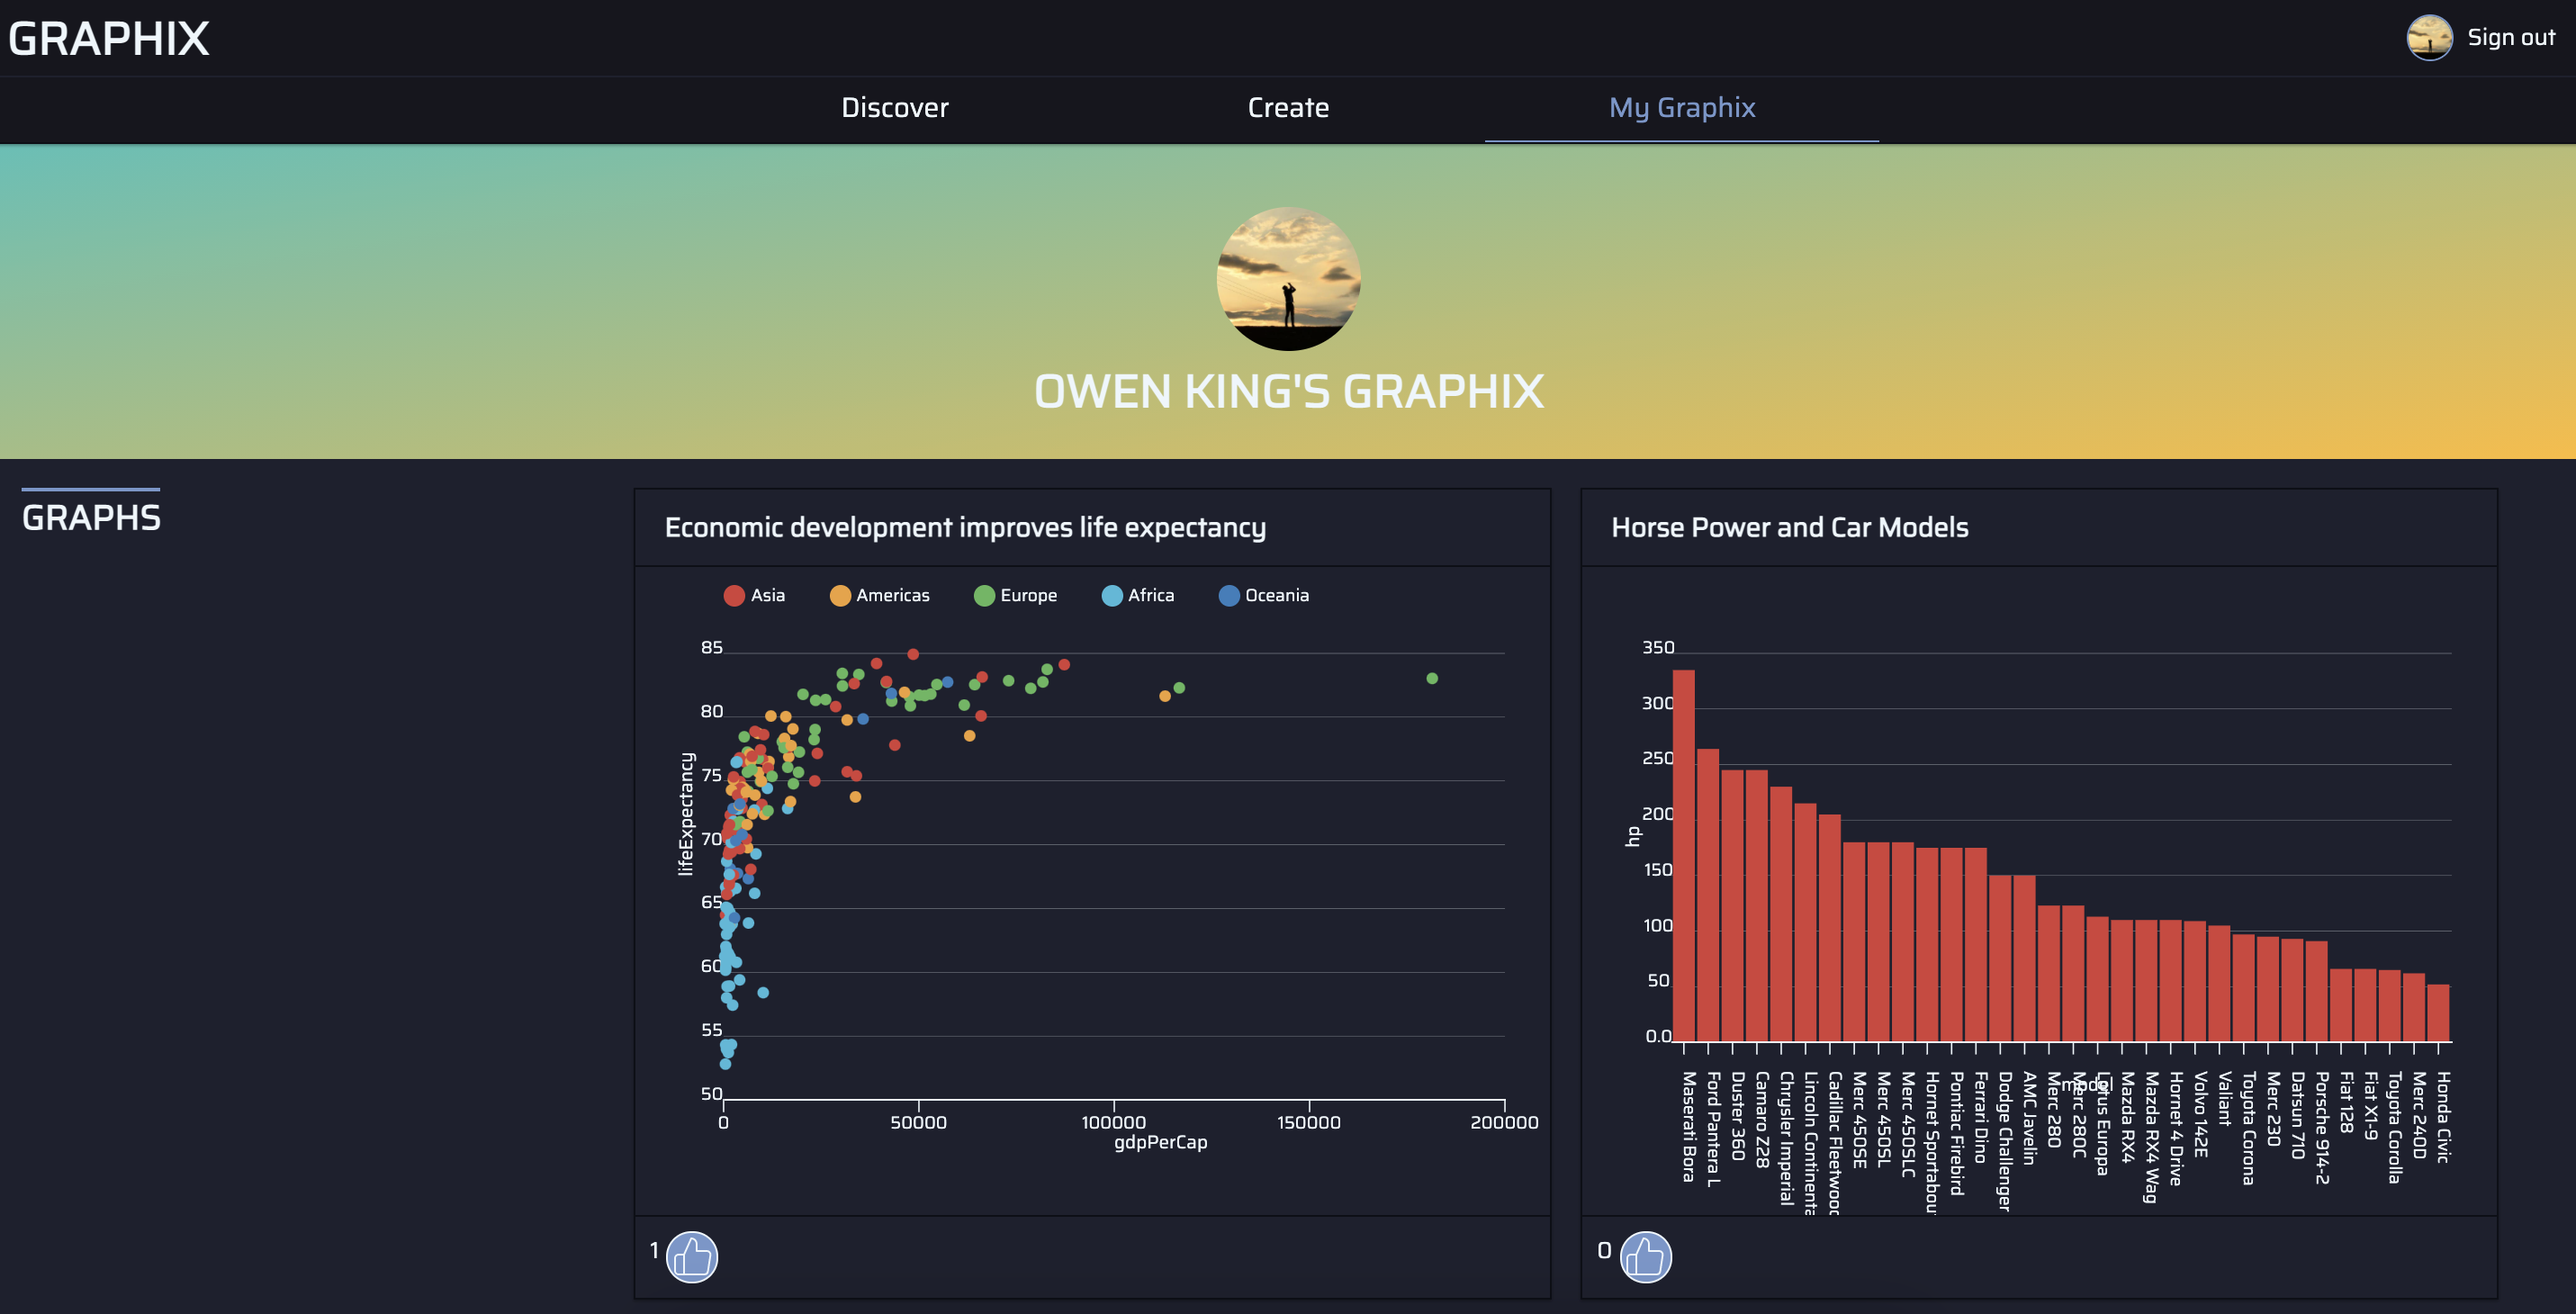 GRAPHIX
Sign out
Discover
Create
My Graphix
OWEN KING'S GRAPHIX
GRAPHS
Economic development improves life expectancy
Asia
Americas
Europe
Africa
Oceania
lifeExpectancy
85
80
75
70
65
60
55
50
0
50000
100000
150000
200000
gdpPerCap
1
Horse Power and Car Models
hp
350
300
250
200
150
100
50
0.0
Maserati Bora
Ford Pantera L
Duster 360
Camaro Z28
Chrysler Imperial
Lincoln Continenta
Cadillac Fleetwoo
Merc 450SE
Merc 450SL
Merc 450SLC
Hornet Sportabou
Pontiac Firebird
Ferrari Dino
Dodge Challenger
AMC Javelin
Merc 280
Merc 280C
Lotus Europa
Mazda RX4
Mazda RX4 Wag
Hornet 4 Drive
Volvo 142E
Valiant
Toyota Corona
Merc 230
Datsun 710
Porsche 914-2
Fiat 128
Fiat X1-9
Toyota Corolla
Merc 240D
Honda Civic
model
0